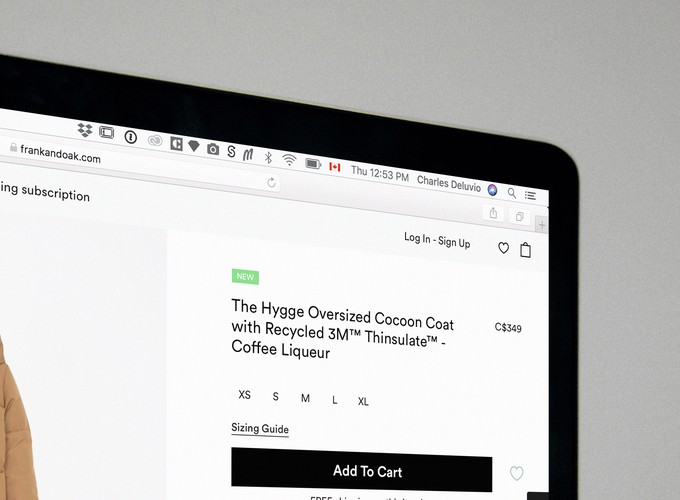 Thu 12:53 PM Charles Deluvio
frankandoak.com
ing subscription
Log In - Sign Up
NEW
The Hygge Oversized Cocoon Coat
with Recycled 3M™ Thinsulate™ -
Coffee Liqueur
C$349
XS S M L XL
Sizing Guide
Add To Cart